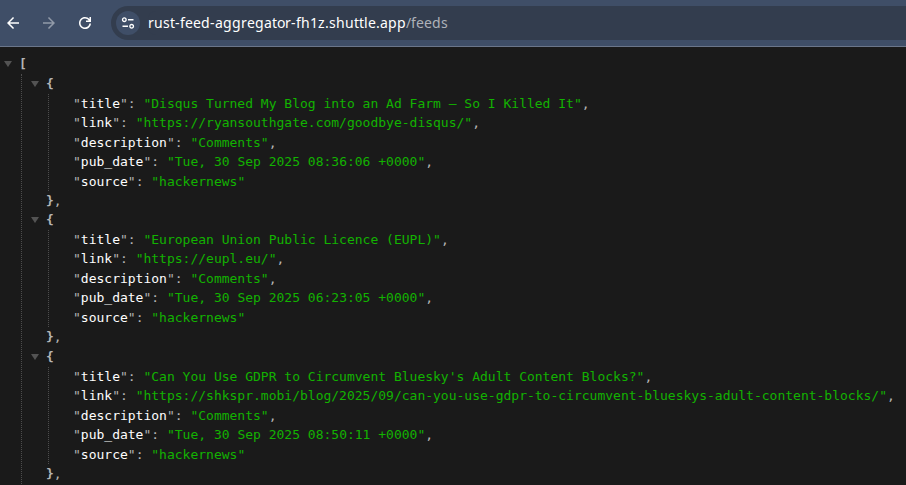 rust-feed-aggregator-fh1z.shuttle.app/feeds
[
{
"title": "Disqus Turned My Blog into an Ad Farm – So I Killed It",
"link": "https://ryansouthgate.com/goodbye-disqus/",
"description": "Comments",
"pub_date": "Tue, 30 Sep 2025 08:36:06 +0000",
"source": "hackernews"
},
{
"title": "European Union Public Licence (EUPL)",
"link": "https://eupl.eu/",
"description": "Comments",
"pub_date": "Tue, 30 Sep 2025 06:23:05 +0000",
"source": "hackernews"
},
{
"title": "Can You Use GDPR to Circumvent Bluesky's Adult Content Blocks?",
"link": "https://shkspr.mobi/blog/2025/09/can-you-use-gdpr-to-circumvent-blueskys-adult-content-blocks/",
"description": "Comments",
"pub_date": "Tue, 30 Sep 2025 08:50:11 +0000",
"source": "hackernews"
},